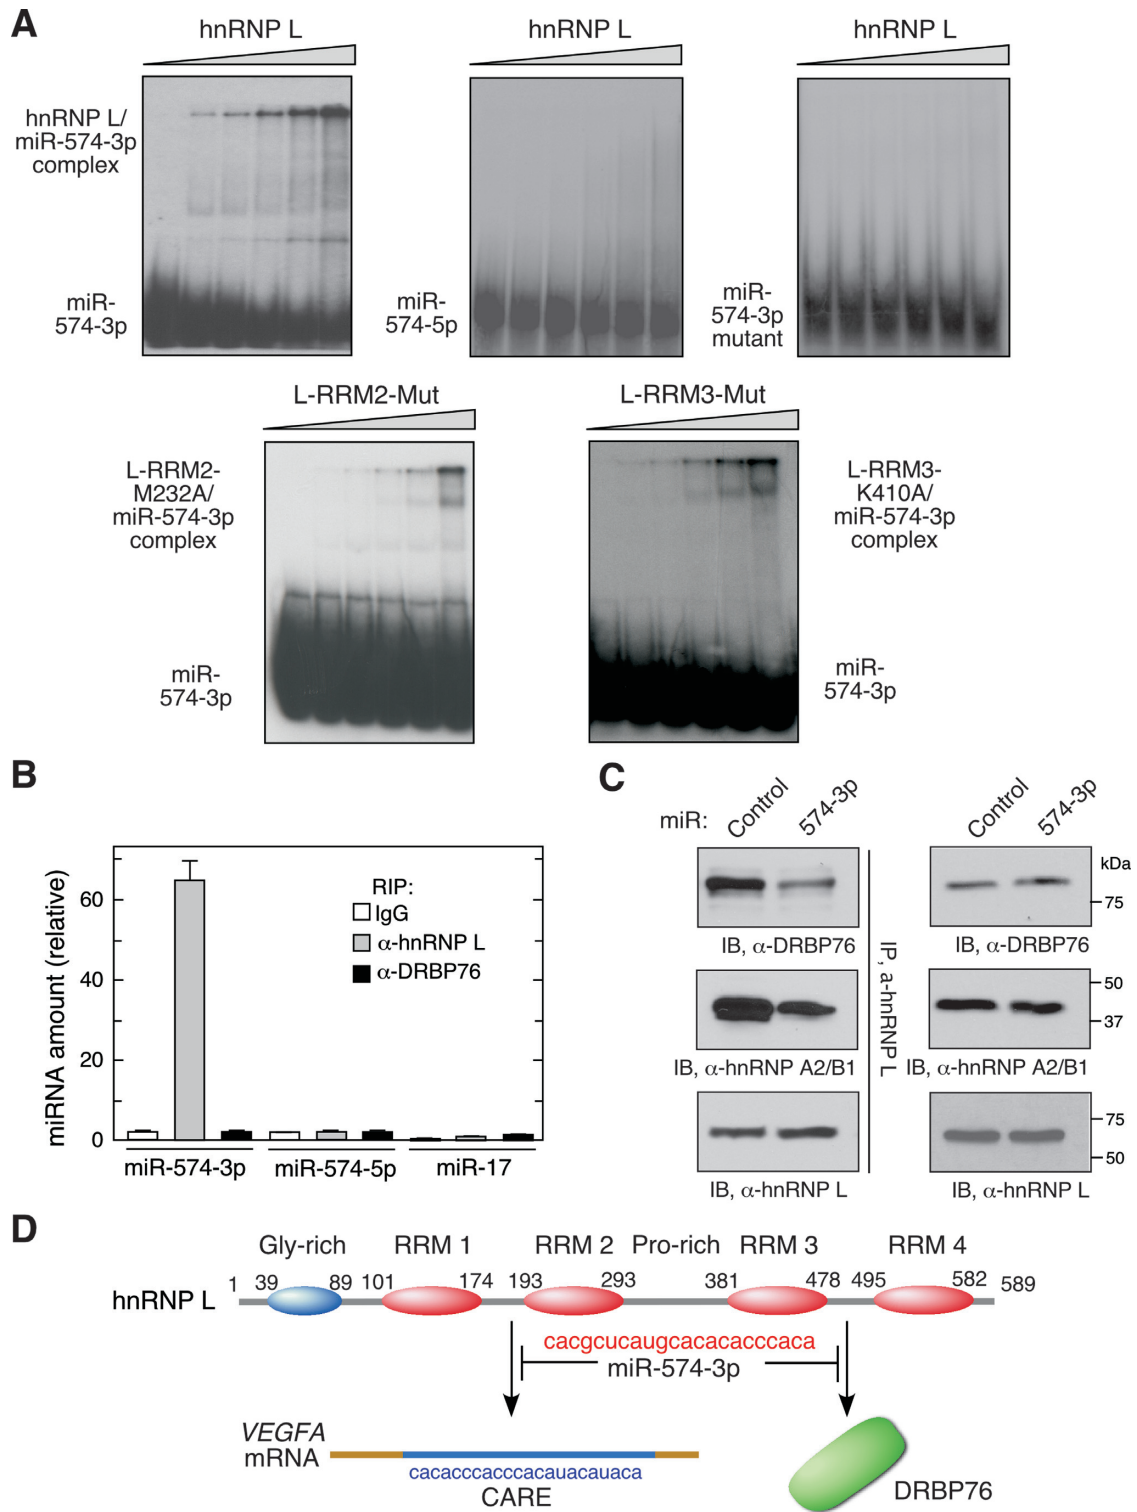 A
hnRNP L
hnRNP L
hnRNP L
hnRNP L/
miR-574-3p
complex
miR-
574-3p
miR-
574-5p
miR-
574-3p
mutant
L-RRM2-Mut
L-RRM3-Mut
L-RRM2-
M232A/
miR-574-3p
complex
miR-
574-3p
L-RRM3-
K410A/
miR-574-3p
complex
miR-
574-3p
B
miRNA amount (relative)
60
40
20
0
RIP:
IgG
α-hnRNP L
α-DRBP76
miR-574-3p
miR-574-5p
miR-17
C
miR:
Control
574-3p
Control
574-3p
kDa
75
IB, α-DRBP76
IB, α-DRBP76
50
37
IB, α-hnRNP A2/B1
IB, α-hnRNP A2/B1
IP, a-hnRNP L
75
50
IB, α-hnRNP L
IB, α-hnRNP L
D
Gly-rich
RRM 1
RRM 2
Pro-rich
RRM 3
RRM 4
hnRNP L
1 39 89 101 174 193 293 381 478 495 582 589
cacgcucaugcacacacccaca
miR-574-3p
VEGFA
mRNA
cacacccacccacauacauaca
CARE
DRBP76